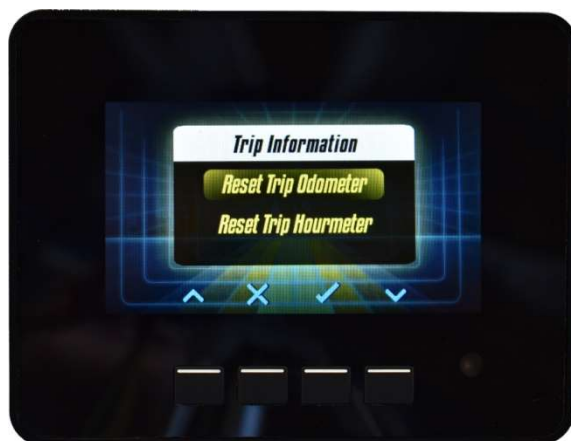 Trip Information
Reset Trip Odometer
Reset Trip Hourmeter